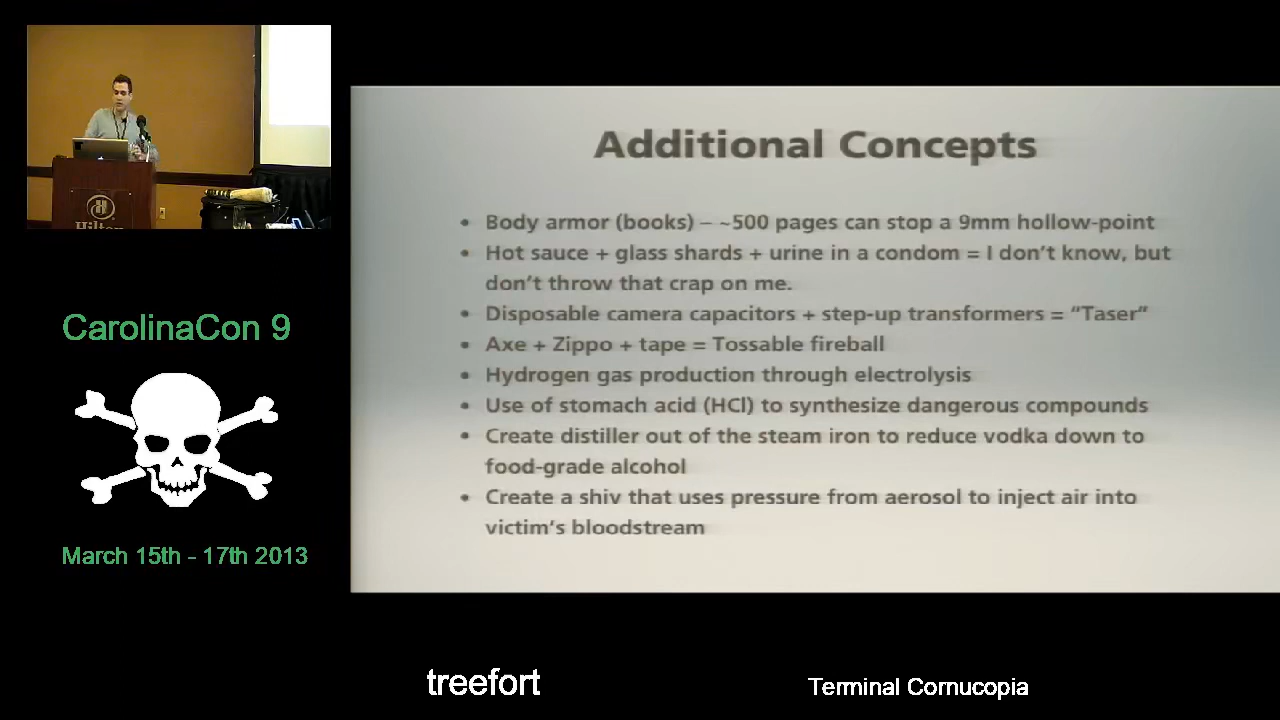 Hilton
CarolinaCon 9
March 15th - 17th 2013
Additional Concepts
• Body armor (books) – ~500 pages can stop a 9mm hollow-point
• Hot sauce + glass shards + urine in a condom = I don't know, but
don't throw that crap on me.
• Disposable camera capacitors + step-up transformers = “Taser”
• Axe + Zippo + tape = Tossable fireball
• Hydrogen gas production through electrolysis
• Use of stomach acid (HCl) to synthesize dangerous compounds
• Create distiller out of the steam iron to reduce vodka down to
food-grade alcohol
• Create a shiv that uses pressure from aerosol to inject air into
victim's bloodstream
treefort
Terminal Cornucopia